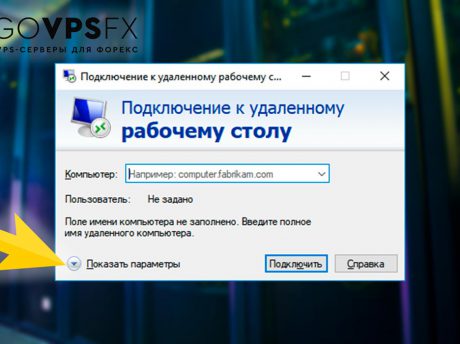 GOVPSFX
VPS-СЕРВЕРЫ ДЛЯ ФОРЕКС
Подключение к удаленному рабочему с...
Подключение к удаленному
рабочему столу
Компьютер:
Например: computer.fabrikam.com
Пользователь: Не задано
Поле имени компьютера не заполнено. Введите полное
имя удаленного компьютера.
Показать параметры
Подключить
Справка